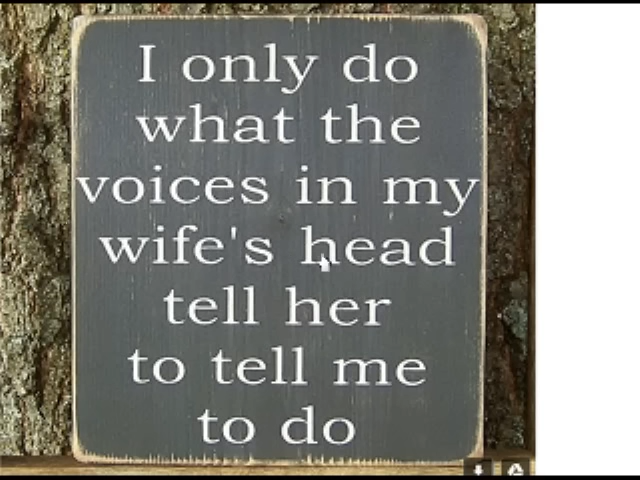 I only do
what the
voices in my
wife's head
tell her
to tell me
to do